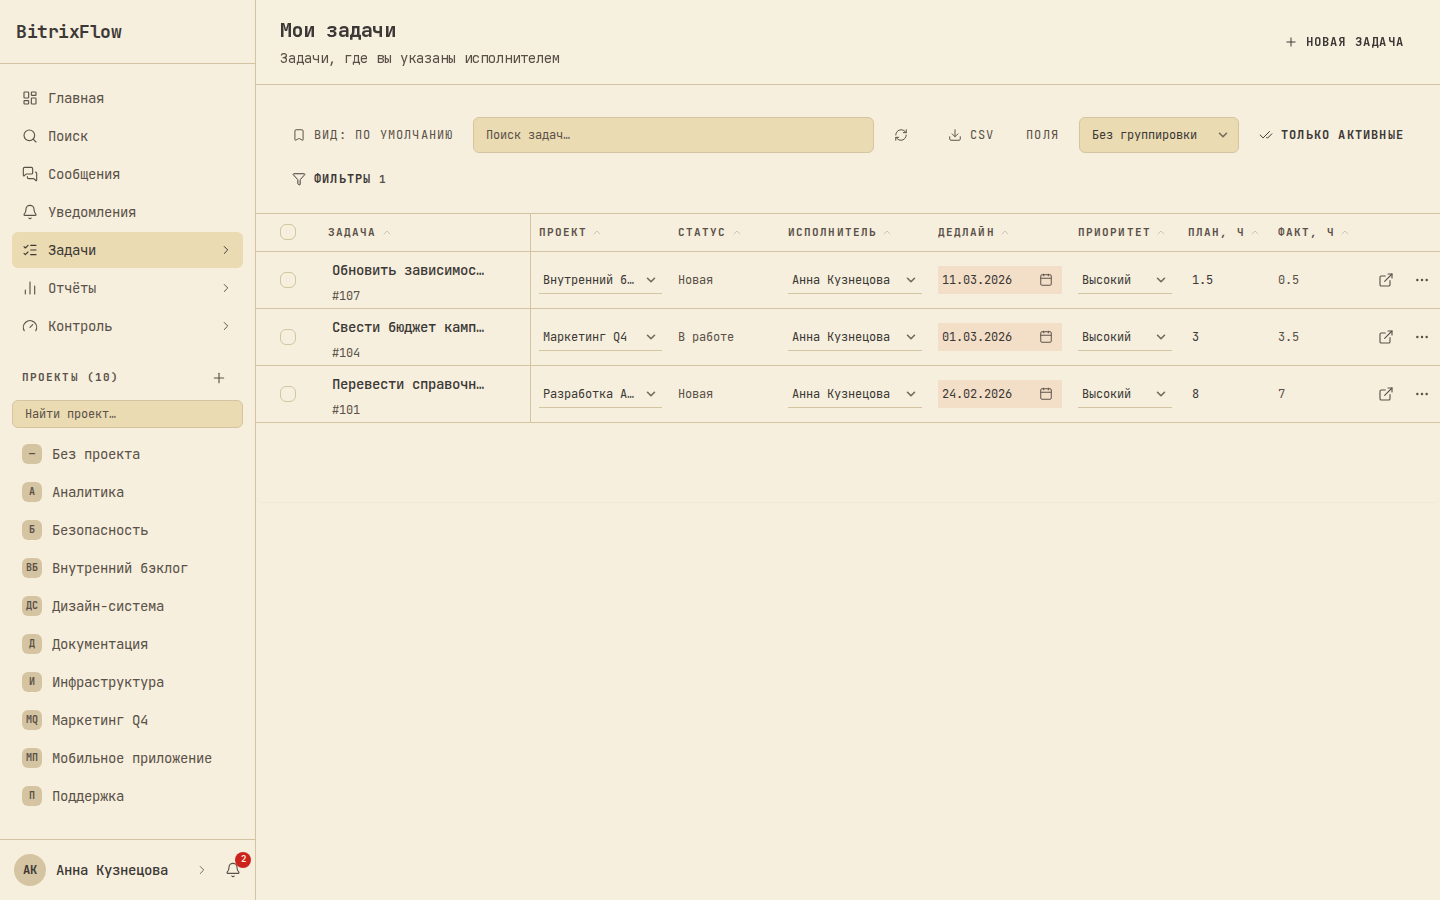 BitrixFlow
Главная
Поиск
Сообщения
Уведомления
Задачи
Отчёты
Контроль
ПРОЕКТЫ (10)
Найти проект…
— Без проекта
А Аналитика
Б Безопасность
ВБ Внутренний бэклог
ДС Дизайн-система
Д Документация
И Инфраструктура
MQ Маркетинг Q4
МП Мобильное приложение
П Поддержка
АК Анна Кузнецова 2
Мои задачи
Задачи, где вы указаны исполнителем
НОВАЯ ЗАДАЧА
ВИД: ПО УМОЛЧАНИЮ Поиск задач… CSV ПОЛЯ Без группировки ТОЛЬКО АКТИВНЫЕ
ФИЛЬТРЫ 1
ЗАДАЧА ПРОЕКТ СТАТУС ИСПОЛНИТЕЛЬ ДЕДЛАЙН ПРИОРИТЕТ ПЛАН, Ч ФАКТ, Ч
Обновить зависимос…
#107
Внутренний б… Новая Анна Кузнецова 11.03.2026 Высокий 1.5 0.5
Свести бюджет камп…
#104
Маркетинг Q4 В работе Анна Кузнецова 01.03.2026 Высокий 3 3.5
Перевести справочн…
#101
Разработка А… Новая Анна Кузнецова 24.02.2026 Высокий 8 7